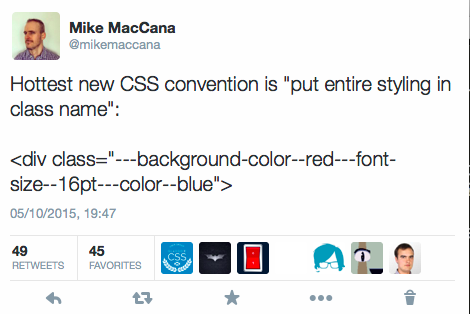 Mike MacCana
@mikemaccana
Hottest new CSS convention is "put entire styling in
class name":
<div class="---background-color--red---font-
size--16pt---color--blue">
05/10/2015, 19:47
49 45
RETWEETS FAVORITES
CSS